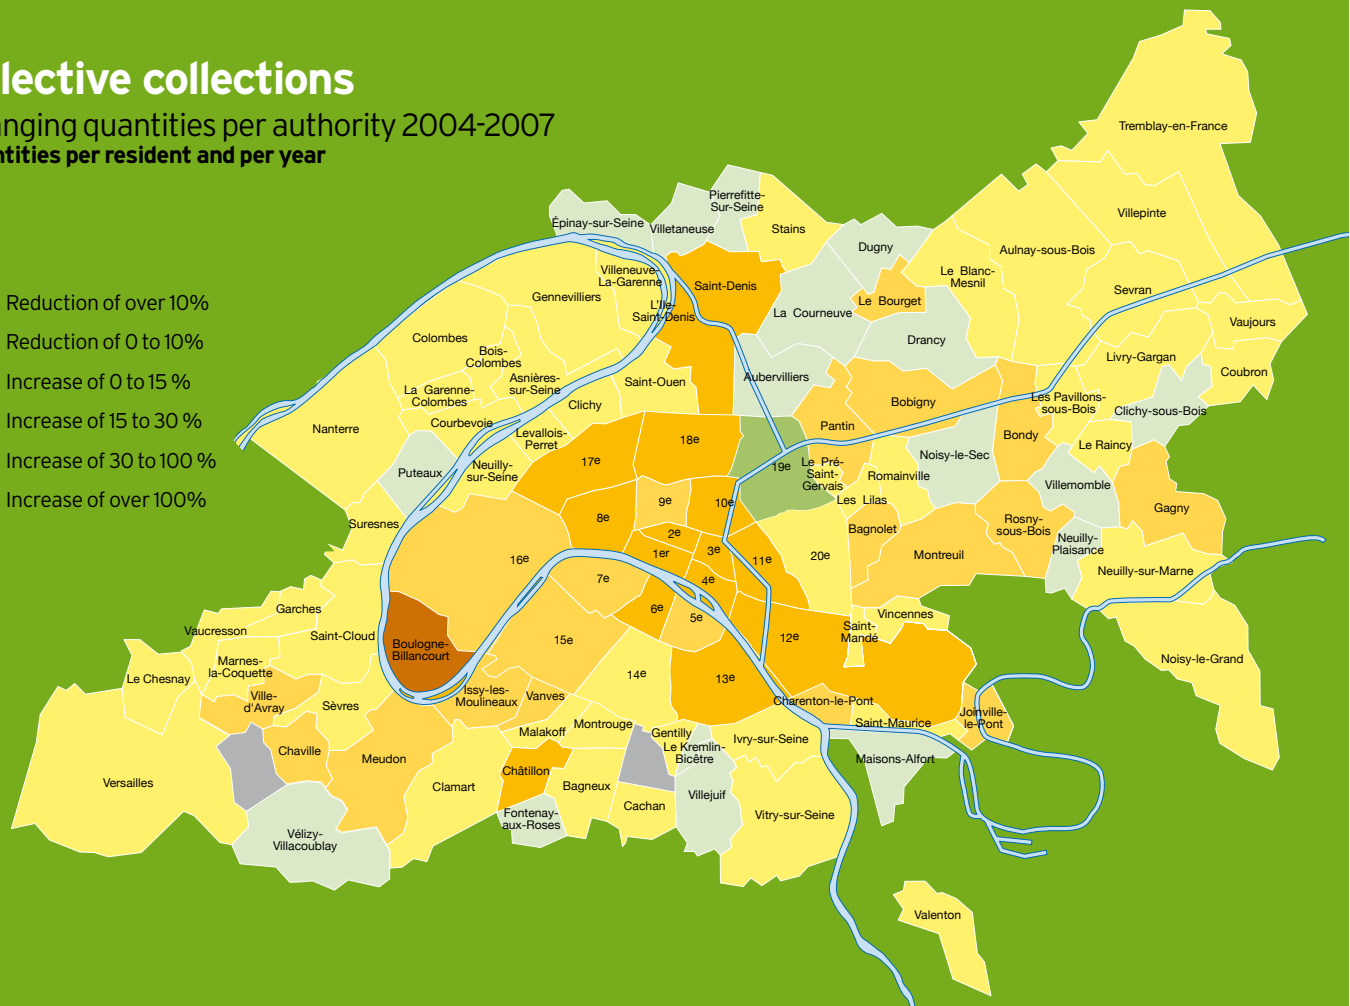 lective collections
nging quantities per authority 2004-2007
ntities per resident and per year
Reduction of over 10%
Reduction of 0 to 10%
Increase of 0 to 15 %
Increase of 15 to 30 %
Increase of 30 to 100 %
Increase of over 100%
Tremblay-en-France
Villepinte
Aulnay-sous-Bois
Sevran
Vaujours
Coubron
Livry-Gargan
Clichy-sous-Bois
Le Blanc-
Mesnil
Pierrefitte-
Sur-Seine
Épinay-sur-Seine
Villetaneuse
Stains
Dugny
Le Bourget
La Courneuve
Drancy
Villeneuve-
La-Garenne
Saint-Denis
L'Ile-
Saint-Denis
Gennevilliers
Colombes
Bois-
Colombes
La Garenne-
Colombes
Asnières-
sur-Seine
Courbevoie
Nanterre
Clichy
Saint-Ouen
Aubervilliers
Levallois-
Perret
Neuilly-
sur-Seine
Puteaux
Suresnes
Bobigny
Pantin
Les Pavillons-
sous-Bois
Bondy
Le Raincy
Noisy-le-Sec
Villemomble
Gagny
Le Pré-
Saint-
Gervais
Romainville
Les Lilas
Bagnolet
Montreuil
Rosny-
sous-Bois
Neuilly-
Plaisance
Neuilly-sur-Marne
Noisy-le-Grand
17e
18e
19e
8e
9e
10e
2e
1er
3e
4e
11e
20e
16e
7e
6e
5e
15e
14e
13e
12e
Vincennes
Saint-
Mandé
Charenton-le-Pont
Saint-Maurice
Joinville-
le-Pont
Maisons-Alfort
Garches
Vaucresson
Saint-Cloud
Marnes-
la-Coquette
Le Chesnay
Ville-
d'Avray
Sèvres
Boulogne-
Billancourt
Issy-les-
Moulineaux
Vanves
Malakoff
Montrouge
Gentilly
Le Kremlin-
Bicêtre
Ivry-sur-Seine
Chaville
Meudon
Versailles
Vélizy-
Villacoublay
Clamart
Châtillon
Bagneux
Fontenay-
aux-Roses
Cachan
Villejuif
Vitry-sur-Seine
Valenton